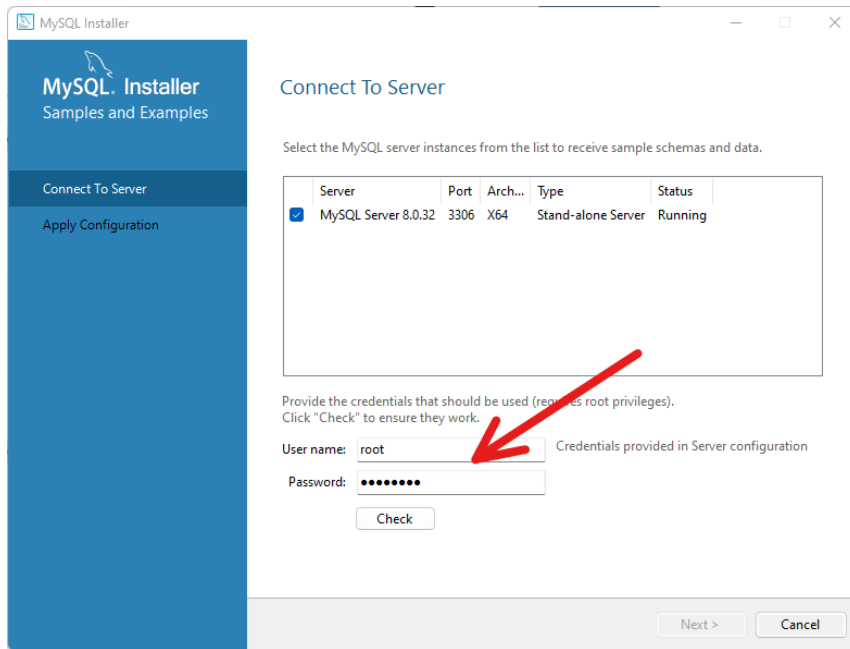 MySQL Installer
MySQL. Installer
Samples and Examples
Connect To Server
Apply Configuration
Connect To Server
Select the MySQL server instances from the list to receive sample schemas and data.
Server Port Arch... Type Status
MySQL Server 8.0.32 3306 X64 Stand-alone Server Running
Provide the credentials that should be used (requires root privileges).
Click "Check" to ensure they work.
User name: root Credentials provided in Server configuration
Password: ●●●●●●●●
Check
Next > Cancel